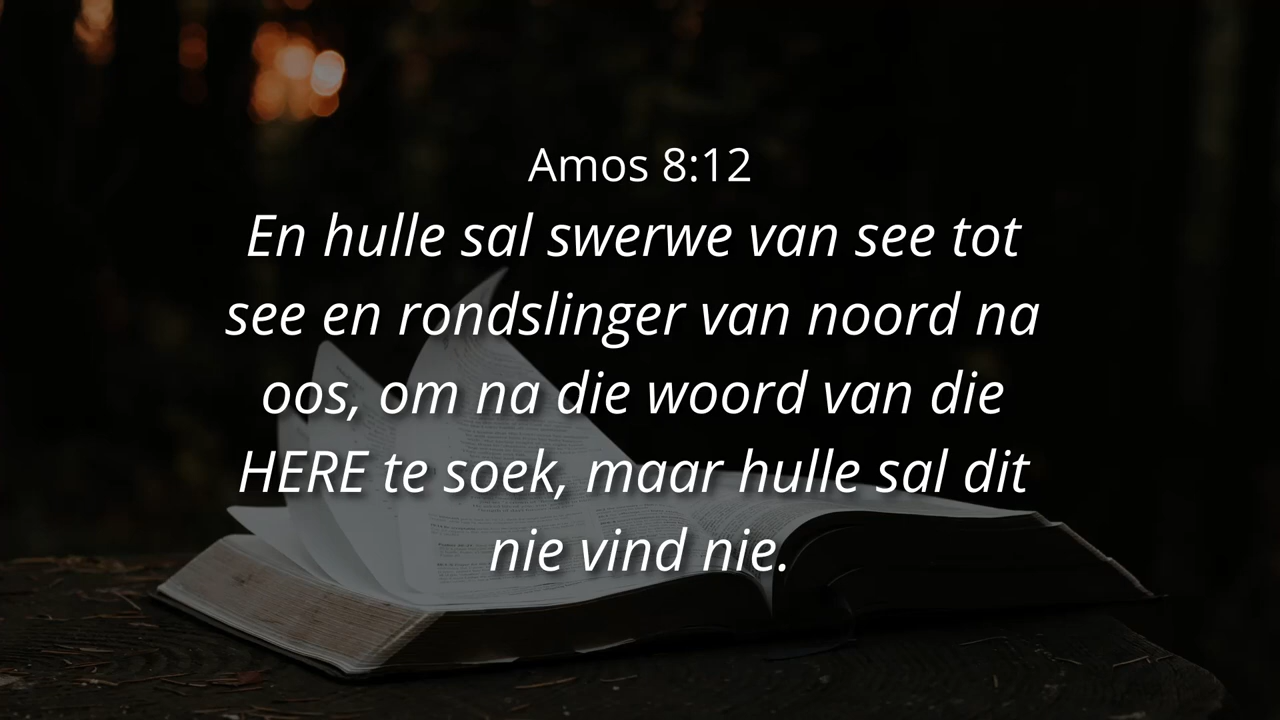 Amos 8:12
En hulle sal swerwe van see tot
see en rondslinger van noord na
oos, om na die woord van die
HERE te soek, maar hulle sal dit
nie vind nie.